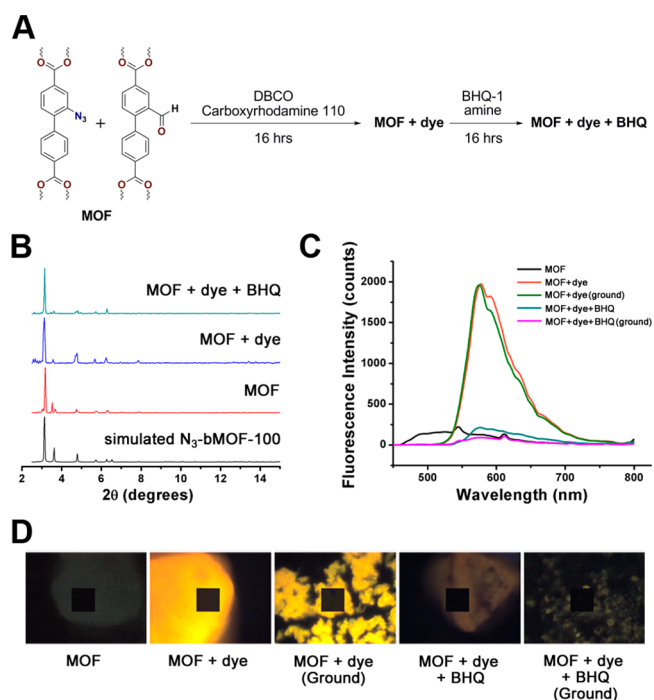 A
O O
O O
N3
+
H
O
O O
O O
MOF
DBCO
Carboxyrhodamine 110
16 hrs
MOF + dye
BHQ-1
amine
16 hrs
MOF + dye + BHQ
B
MOF + dye + BHQ
MOF + dye
MOF
simulated N3-bMOF-100
2 4 6 8 10 12 14
2θ (degrees)
C
Fluorescence Intensity (counts)
2000
1500
1000
500
250
0
MOF
MOF+dye
MOF+dye(ground)
MOF+dye+BHQ
MOF+dye+BHQ(ground)
500 600 700 800
Wavelength (nm)
D
MOF
MOF + dye
MOF + dye
(Ground)
MOF + dye
+ BHQ
MOF + dye
+ BHQ
(Ground)